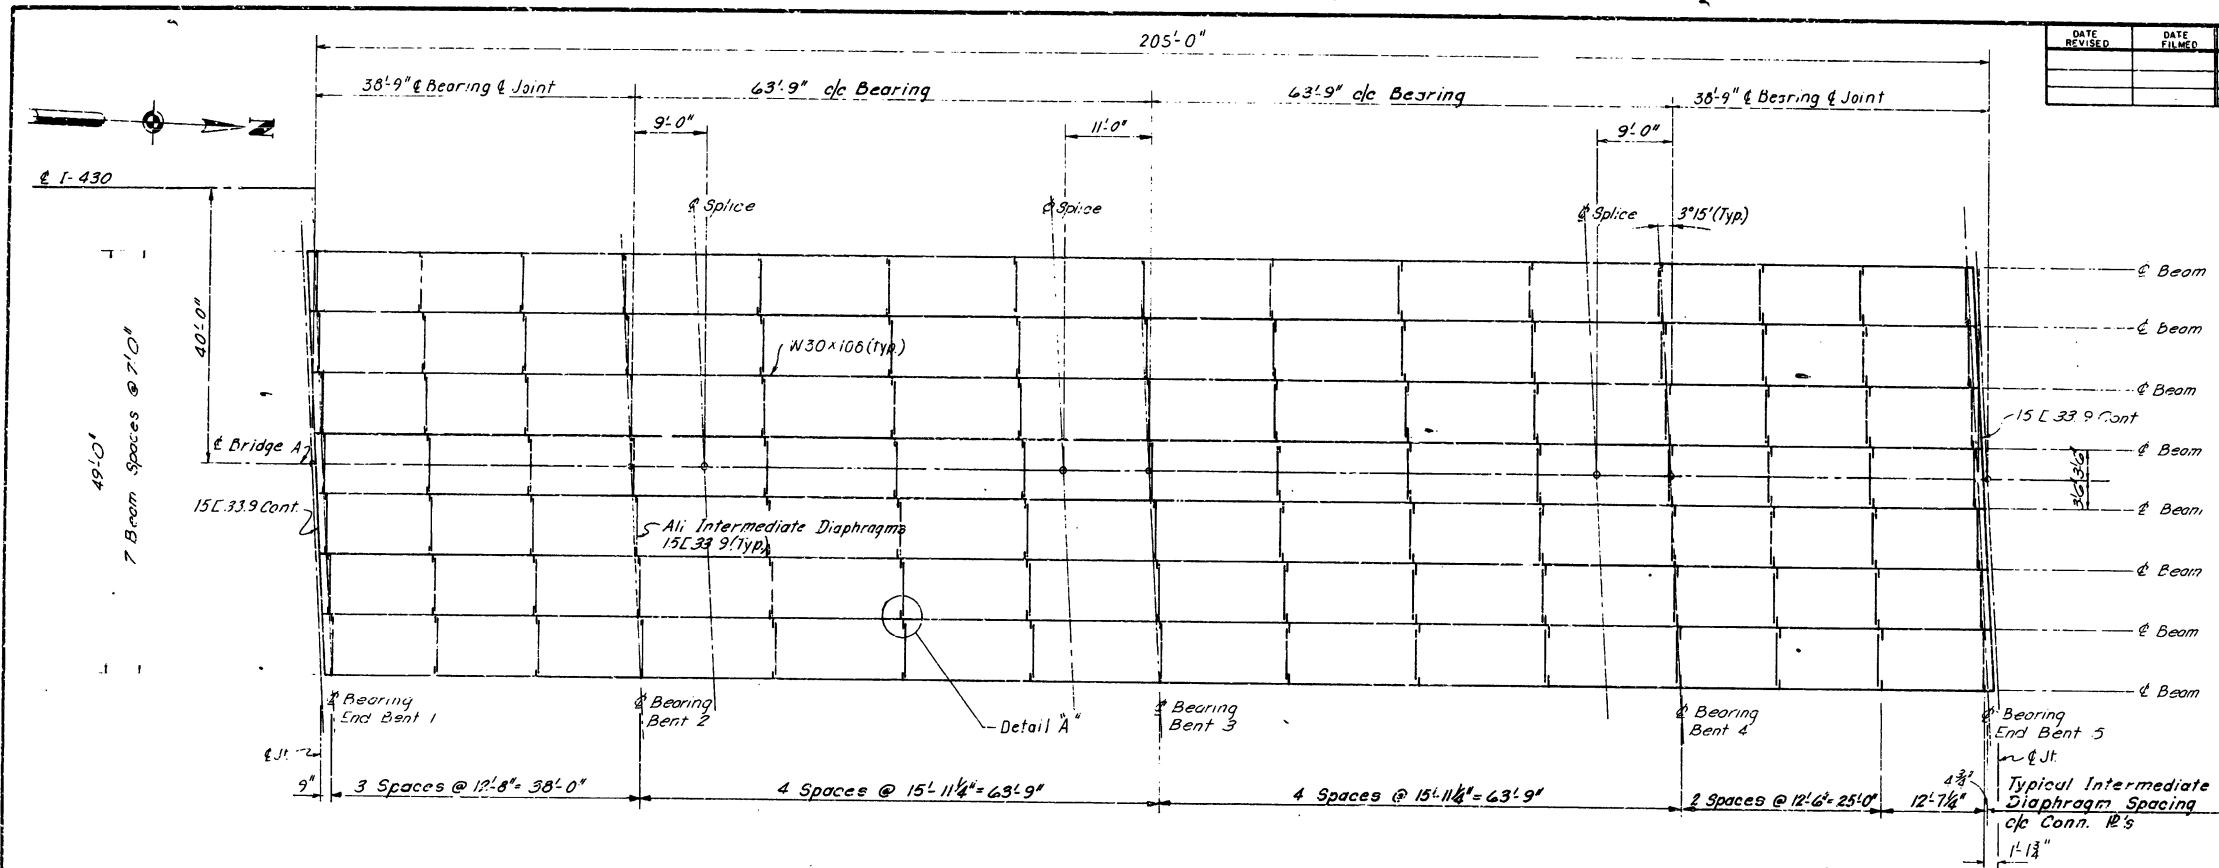 205'-0"
DATE REVISED
DATE FILMED
38'-9" ℄ Bearing ℄ Joint
63'-9" c/c Bearing
63'-9" c/c Bearing
38'-9" ℄ Bearing ℄ Joint
9'-0"
11'-0"
9'-0"
N
℄ I-430
℄ Splice
℄ Splice
℄ Splice
3°15' (Typ.)
40'-0"
49'-0"
7 Beam Spaces @ 7'-0"
W30×108 (Typ.)
℄ Beam
℄ Beam
℄ Beam
15 [ 33.9 Cont
℄ Bridge A
℄ Beam
3'-6" 3'-6"
15 [ 33.9 Cont.
All Intermediate Diaphragms
15 [ 33.9 (Typ.)
℄ Beam
℄ Beam
℄ Beam
℄ Beam
℄ Bearing
End Bent 1
℄ Bearing
Bent 2
Detail "A"
℄ Bearing
Bent 3
℄ Bearing
Bent 4
℄ Bearing
End Bent 5
℄ Jt.
℄ Jt.
9"
3 Spaces @ 12'-8" = 38'-0"
4 Spaces @ 15'-11¼" = 63'-9"
4 Spaces @ 15'-11¼" = 63'-9"
2 Spaces @ 12'-6" = 25'-0"
12'-7¼"
4¾"
Typical Intermediate
Diaphragm Spacing
c/c Conn. ℙ's
1'-1¾"